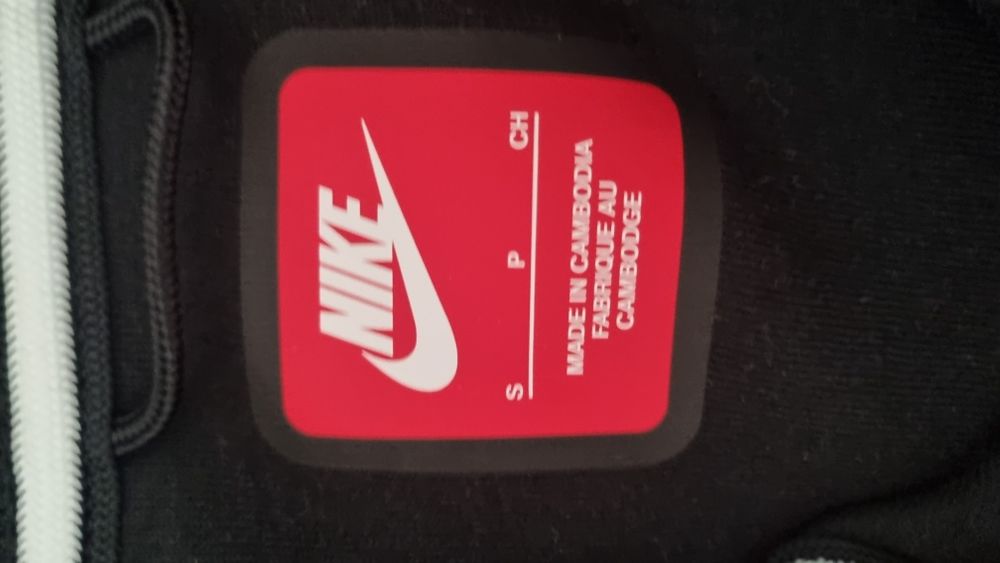 NIKE
S P CH
MADE IN CAMBODIA
FABRIQUE AU
CAMBODGE